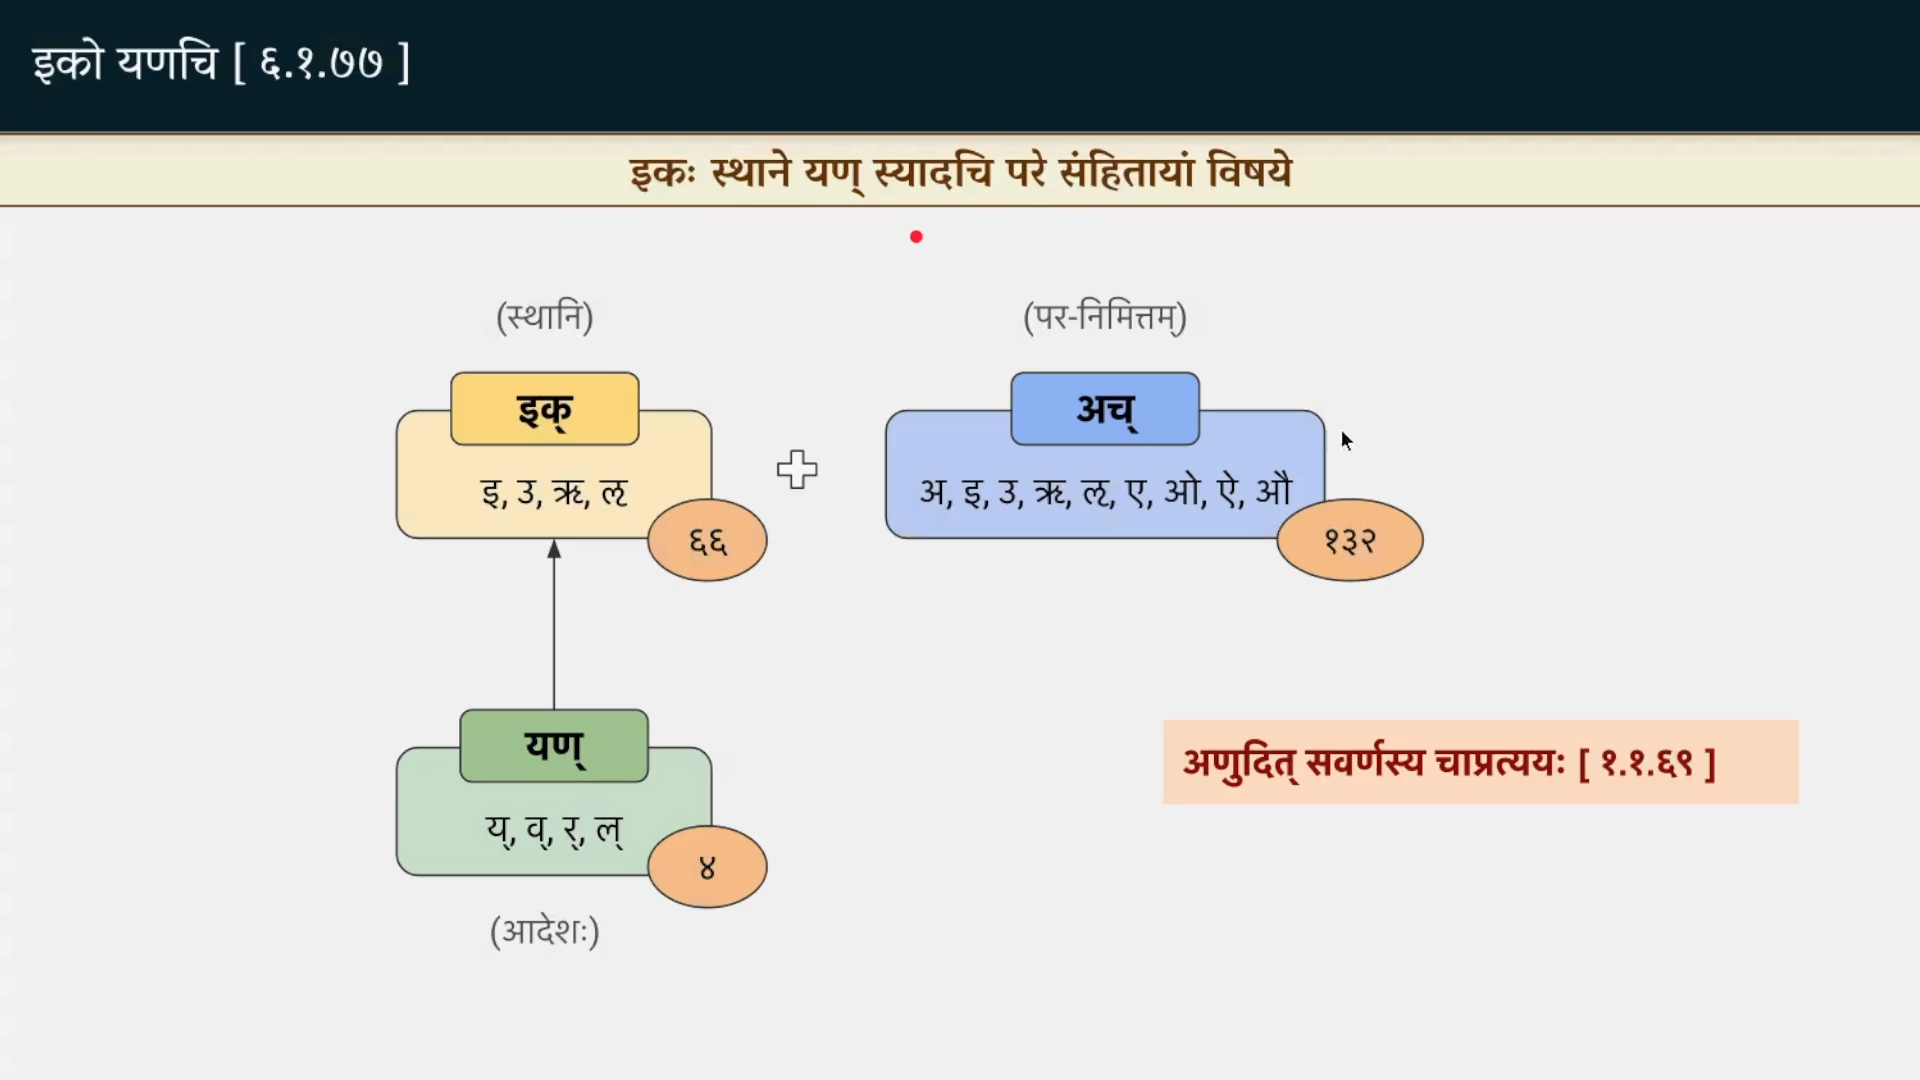 इको यणचि [ ६.१.७७ ]
इकः स्थाने यण् स्यादचि परे संहितायां विषये
(स्थानि)
(पर-निमित्तम्)
इक्
अच्
इ, उ, ऋ, ऌ
अ, इ, उ, ऋ, ऌ, ए, ओ, ऐ, औ
६६
१३२
यण्
अणुदित् सवर्णस्य चाप्रत्ययः [ १.१.६९ ]
य्, व्, र्, ल्
४
(आदेशः)